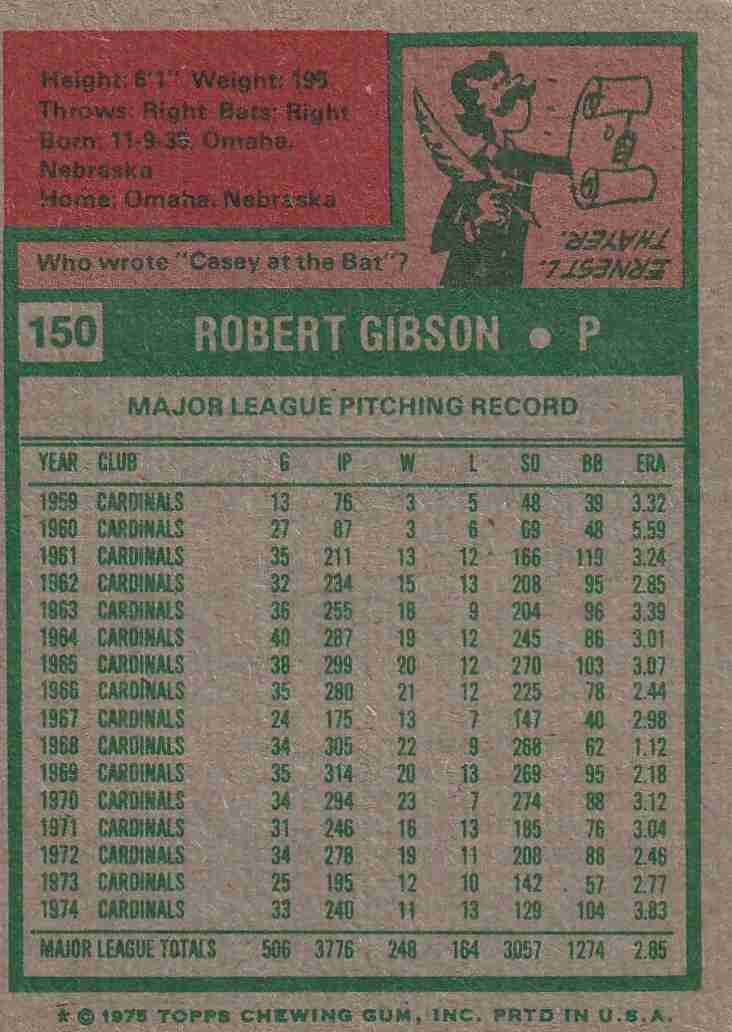 Height: 6'1" Weight: 195
Throws: Right Bats: Right
Born: 11-9-35, Omaha,
Nebraska
Home: Omaha, Nebraska
ERNEST L.
THAYER.
Who wrote "Casey at the Bat"?
150 ROBERT GIBSON • P
MAJOR LEAGUE PITCHING RECORD
YEAR CLUB G IP W L SO BB ERA
1959 CARDINALS 13 76 3 5 48 39 3.32
1960 CARDINALS 27 87 3 6 69 48 5.59
1961 CARDINALS 35 211 13 12 166 119 3.24
1962 CARDINALS 32 234 15 13 208 95 2.85
1963 CARDINALS 36 255 18 9 204 96 3.39
1964 CARDINALS 40 287 19 12 245 86 3.01
1965 CARDINALS 38 299 20 12 270 103 3.07
1966 CARDINALS 35 280 21 12 225 78 2.44
1967 CARDINALS 24 175 13 7 147 40 2.98
1968 CARDINALS 34 305 22 9 268 62 1.12
1969 CARDINALS 35 314 20 13 269 95 2.18
1970 CARDINALS 34 294 23 7 274 88 3.12
1971 CARDINALS 31 246 16 13 185 76 3.04
1972 CARDINALS 34 278 19 11 208 88 2.46
1973 CARDINALS 25 195 12 10 142 57 2.77
1974 CARDINALS 33 240 11 13 129 104 3.83
MAJOR LEAGUE TOTALS 506 3776 248 164 3057 1274 2.85
* © 1975 TOPPS CHEWING GUM, INC. PRTD IN U.S.A.